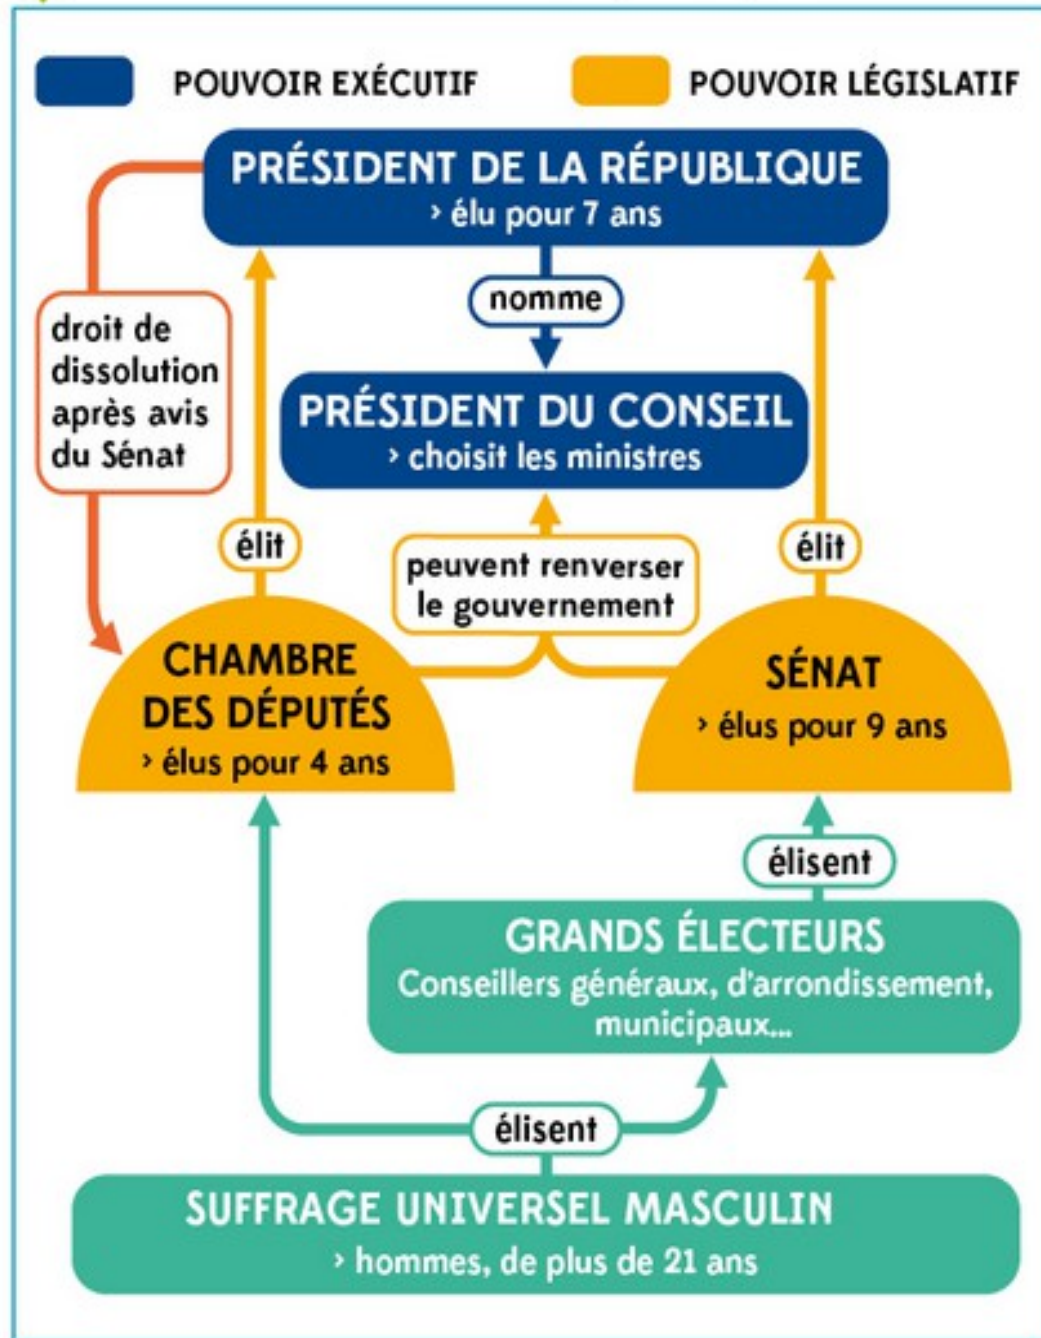 POUVOIR EXÉCUTIF
POUVOIR LÉGISLATIF
PRÉSIDENT DE LA RÉPUBLIQUE
› élu pour 7 ans
nomme
droit de
dissolution
après avis
du Sénat
PRÉSIDENT DU CONSEIL
› choisit les ministres
élit
peuvent renverser
le gouvernement
élit
CHAMBRE
DES DÉPUTÉS
› élus pour 4 ans
SÉNAT
› élus pour 9 ans
élisent
GRANDS ÉLECTEURS
Conseillers généraux, d'arrondissement,
municipaux...
élisent
SUFFRAGE UNIVERSEL MASCULIN
› hommes, de plus de 21 ans